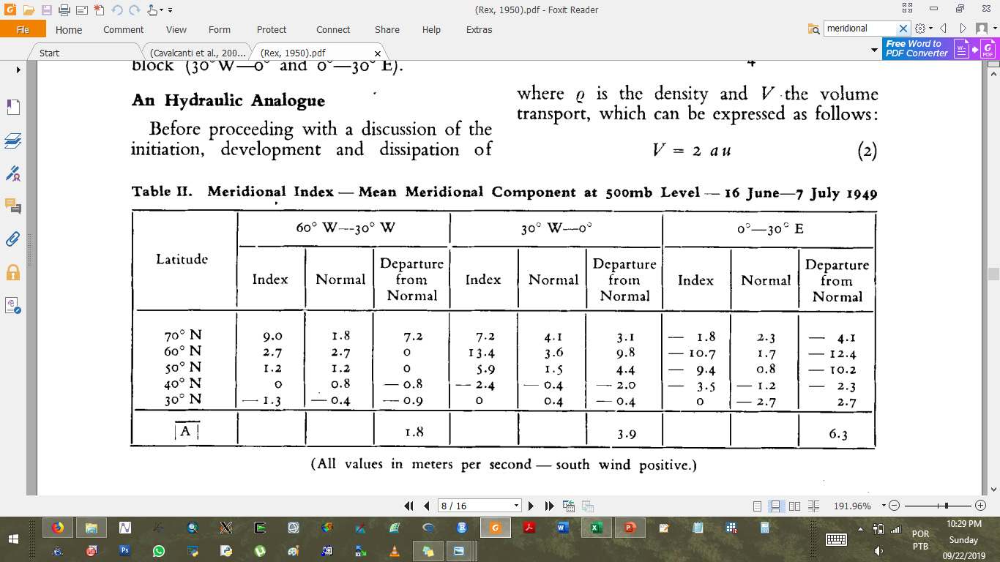 (Rex, 1950).pdf - Foxit Reader
File Home Comment View Form Protect Connect Share Help Extras
meridional
Start
(Cavalcanti et al., 200...
(Rex, 1950).pdf
Free Word to
PDF Converter
block (30° W—0° and 0°—30° E).
An Hydraulic Analogue
Before proceeding with a discussion of the
initiation, development and dissipation of
4
where ϱ is the density and V the volume
transport, which can be expressed as follows:
V = 2 a u (2)
Table II. Meridional Index — Mean Meridional Component at 500mb Level — 16 June—7 July 1949
Latitude 60° W—30° W 30° W—0° 0°—30° E
Index Normal Departure from Normal Index Normal Departure from Normal Index Normal Departure from Normal
70° N 9.0 1.8 7.2 7.2 4.1 3.1 — 1.8 2.3 — 4.1
60° N 2.7 2.7 0 13.4 3.6 9.8 — 10.7 1.7 — 12.4
50° N 1.2 1.2 0 5.9 1.5 4.4 — 9.4 0.8 — 10.2
40° N 0 0.8 — 0.8 — 2.4 — 0.4 — 2.0 — 3.5 — 1.2 — 2.3
30° N — 1.3 — 0.4 — 0.9 0 0.4 — 0.4 0 — 2.7 2.7
|A| 1.8 3.9 6.3
(All values in meters per second — south wind positive.)
8 / 16
191.96%
POR
PTB
10:29 PM
Sunday
09/22/2019